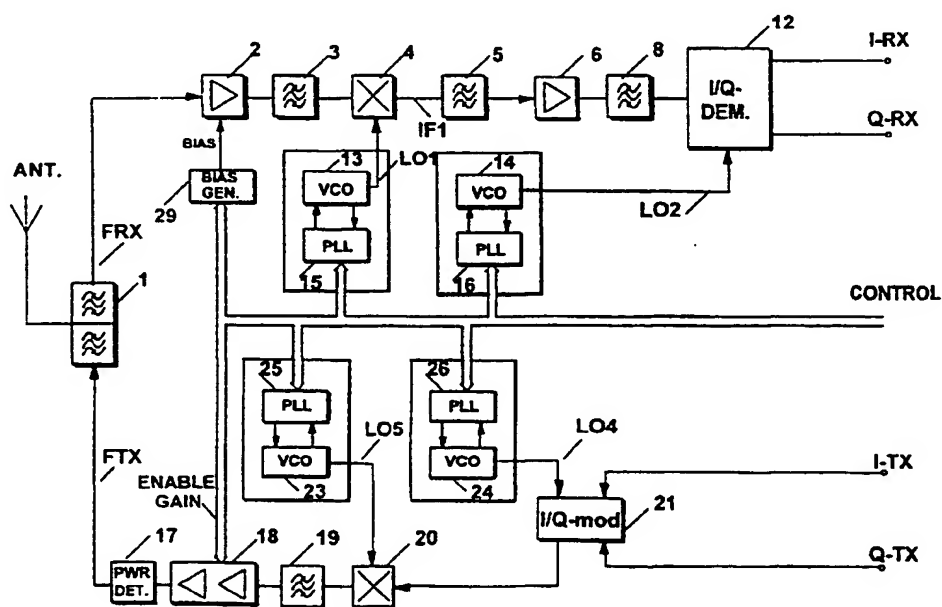 2
3
4
5
6
8
12
I-RX
I/Q-
DEM.
IF1
Q-RX
BIAS
13
LO1
14
ANT.
BIAS
GEN.
VCO
VCO
29
LO2
FRX
PLL
PLL
15
16
1
CONTROL
25
26
PLL
PLL
LO5
LO4
FTX
VCO
VCO
I-TX
ENABLE
GAIN
23
24
I/Q-mod
21
17
18
19
20
Q-TX
PWR
DET.